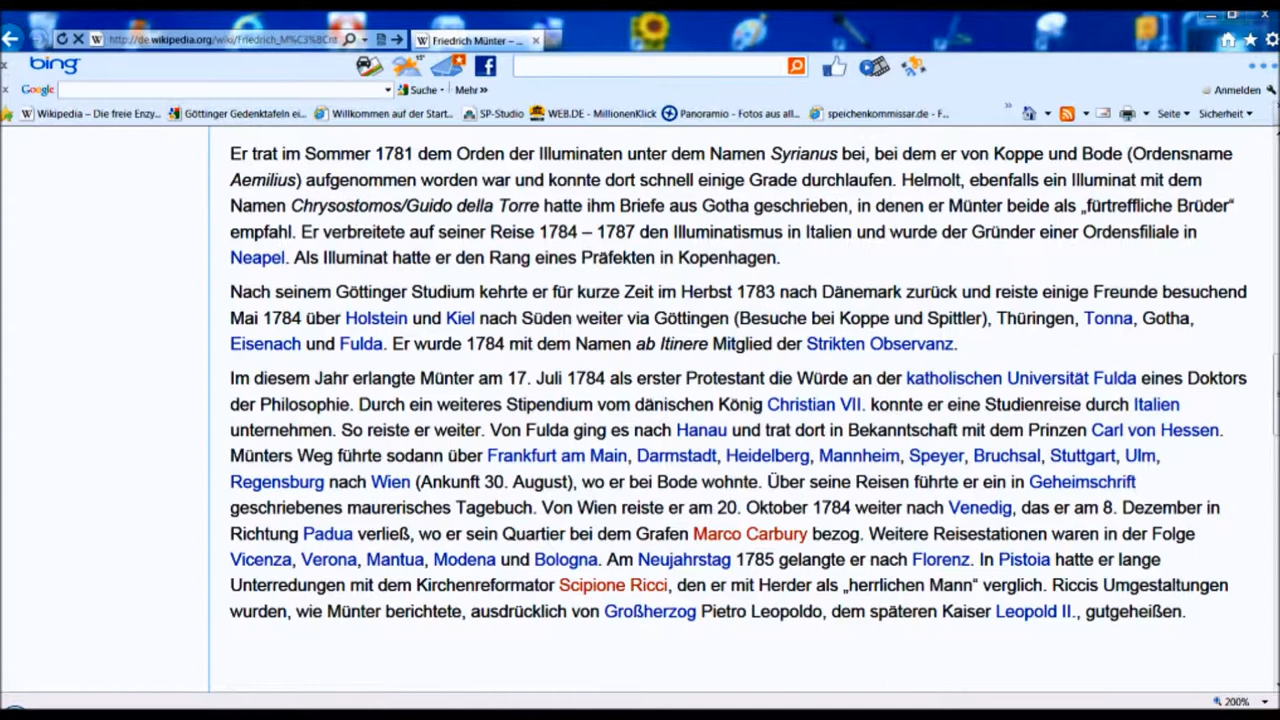 http://de.wikipedia.org/wiki/Friedrich_M%C3%BCnt
Friedrich Münter – ...
bing
Google
Suche
Mehr »
Anmelden
Wikipedia – Die freie Enzy...
Göttinger Gedenktafeln ei...
Willkommen auf der Start...
SP-Studio
WEB.DE - MillionenKlick
Panoramio - Fotos aus all...
speichenkommissar.de - F...
Seite
Sicherheit
Er trat im Sommer 1781 dem Orden der Illuminaten unter dem Namen Syrianus bei, bei dem er von Koppe und Bode (Ordensname
Aemilius) aufgenommen worden war und konnte dort schnell einige Grade durchlaufen. Helmolt, ebenfalls ein Illuminat mit dem
Namen Chrysostomos/Guido della Torre hatte ihm Briefe aus Gotha geschrieben, in denen er Münter beide als „fürtreffliche Brüder“
empfahl. Er verbreitete auf seiner Reise 1784 – 1787 den Illuminatismus in Italien und wurde der Gründer einer Ordensfiliale in
Neapel. Als Illuminat hatte er den Rang eines Präfekten in Kopenhagen.
Nach seinem Göttinger Studium kehrte er für kurze Zeit im Herbst 1783 nach Dänemark zurück und reiste einige Freunde besuchend
Mai 1784 über Holstein und Kiel nach Süden weiter via Göttingen (Besuche bei Koppe und Spittler), Thüringen, Tonna, Gotha,
Eisenach und Fulda. Er wurde 1784 mit dem Namen ab Itinere Mitglied der Strikten Observanz.
Im diesem Jahr erlangte Münter am 17. Juli 1784 als erster Protestant die Würde an der katholischen Universität Fulda eines Doktors
der Philosophie. Durch ein weiteres Stipendium vom dänischen König Christian VII. konnte er eine Studienreise durch Italien
unternehmen. So reiste er weiter. Von Fulda ging es nach Hanau und trat dort in Bekanntschaft mit dem Prinzen Carl von Hessen.
Münters Weg führte sodann über Frankfurt am Main, Darmstadt, Heidelberg, Mannheim, Speyer, Bruchsal, Stuttgart, Ulm,
Regensburg nach Wien (Ankunft 30. August), wo er bei Bode wohnte. Über seine Reisen führte er ein in Geheimschrift
geschriebenes maurerisches Tagebuch. Von Wien reiste er am 20. Oktober 1784 weiter nach Venedig, das er am 8. Dezember in
Richtung Padua verließ, wo er sein Quartier bei dem Grafen Marco Carbury bezog. Weitere Reisestationen waren in der Folge
Vicenza, Verona, Mantua, Modena und Bologna. Am Neujahrstag 1785 gelangte er nach Florenz. In Pistoia hatte er lange
Unterredungen mit dem Kirchenreformator Scipione Ricci, den er mit Herder als „herrlichen Mann“ verglich. Riccis Umgestaltungen
wurden, wie Münter berichtete, ausdrücklich von Großherzog Pietro Leopoldo, dem späteren Kaiser Leopold II., gutgeheißen.
200%